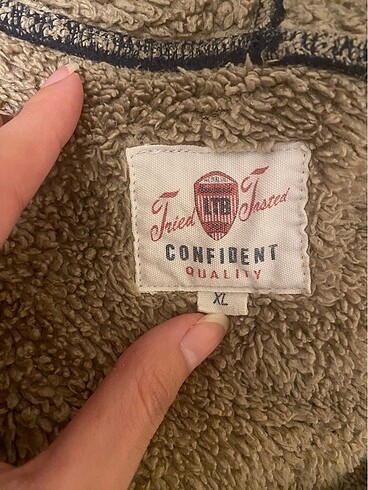 Tried LTB Tested
CONFIDENT
QUALITY
XL